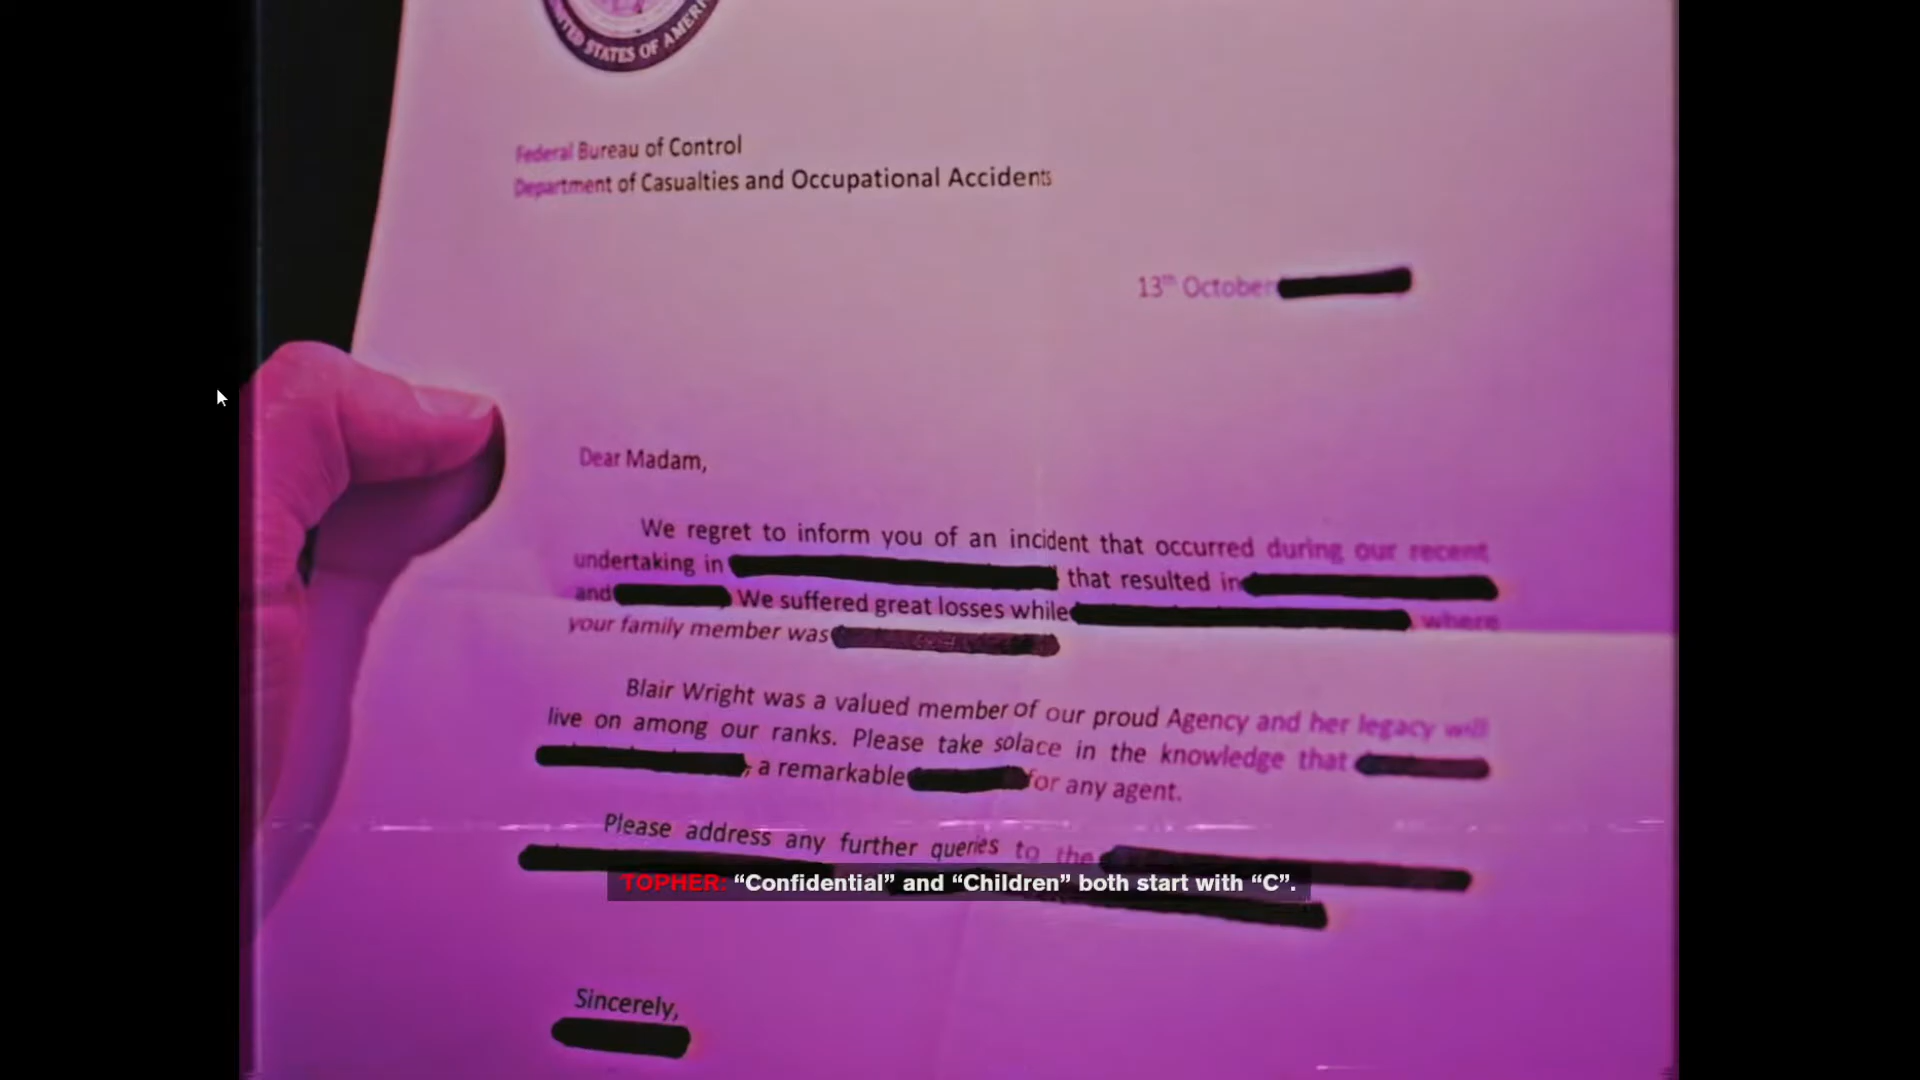 UNITED STATES OF AMERICA
Federal Bureau of Control
Department of Casualties and Occupational Accidents
13th October
Dear Madam,
We regret to inform you of an incident that occurred during our recent
undertaking in that resulted in
and We suffered great losses while where
your family member was
Blair Wright was a valued member of our proud Agency and her legacy will
live on among our ranks. Please take solace in the knowledge that
, a remarkable for any agent.
Please address any further queries to the
TOPHER: “Confidential” and “Children” both start with “C”.
Sincerely,